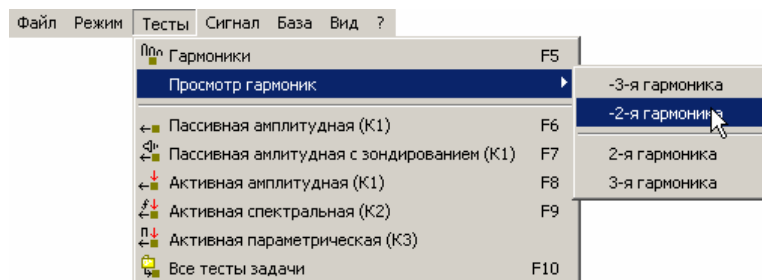 Файл Режим Тесты Сигнал База Вид ?
Гармоники F5
Просмотр гармоник
-3-я гармоника
-2-я гармоника
2-я гармоника
3-я гармоника
Пассивная амплитудная (К1) F6
Пассивная амлитудная с зондированием (К1) F7
Активная амплитудная (К1) F8
Активная спектральная (К2) F9
Активная параметрическая (К3)
Все тесты задачи F10